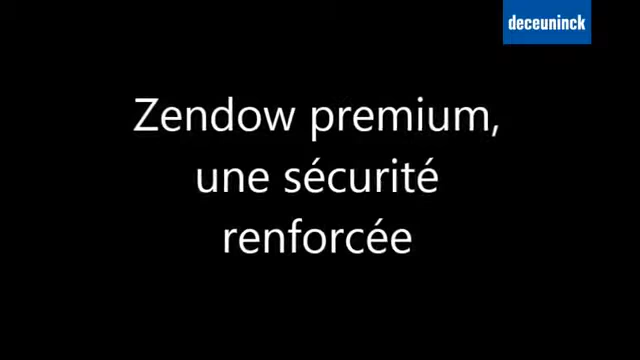 deceuninck
Zendow premium,
une sécurité
renforcée